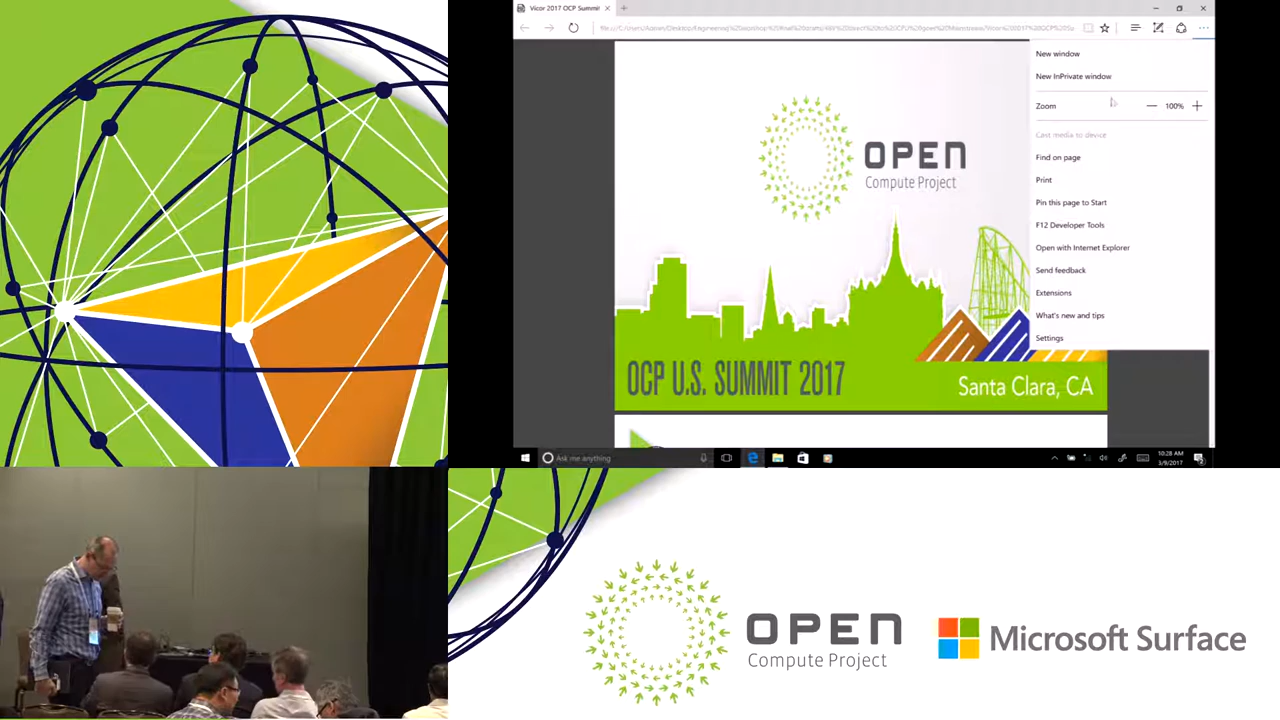 Vicor 2017 OCP Summit
New window
New InPrivate window
Zoom
100%
Cast media to device
Find on page
Print
Pin this page to Start
F12 Developer Tools
Open with Internet Explorer
Send feedback
Extensions
What's new and tips
Settings
OPEN
Compute Project
OCP U.S. SUMMIT 2017
Santa Clara, CA
Ask me anything
10:28 AM
3/9/2017
OPEN
Compute Project
Microsoft Surface